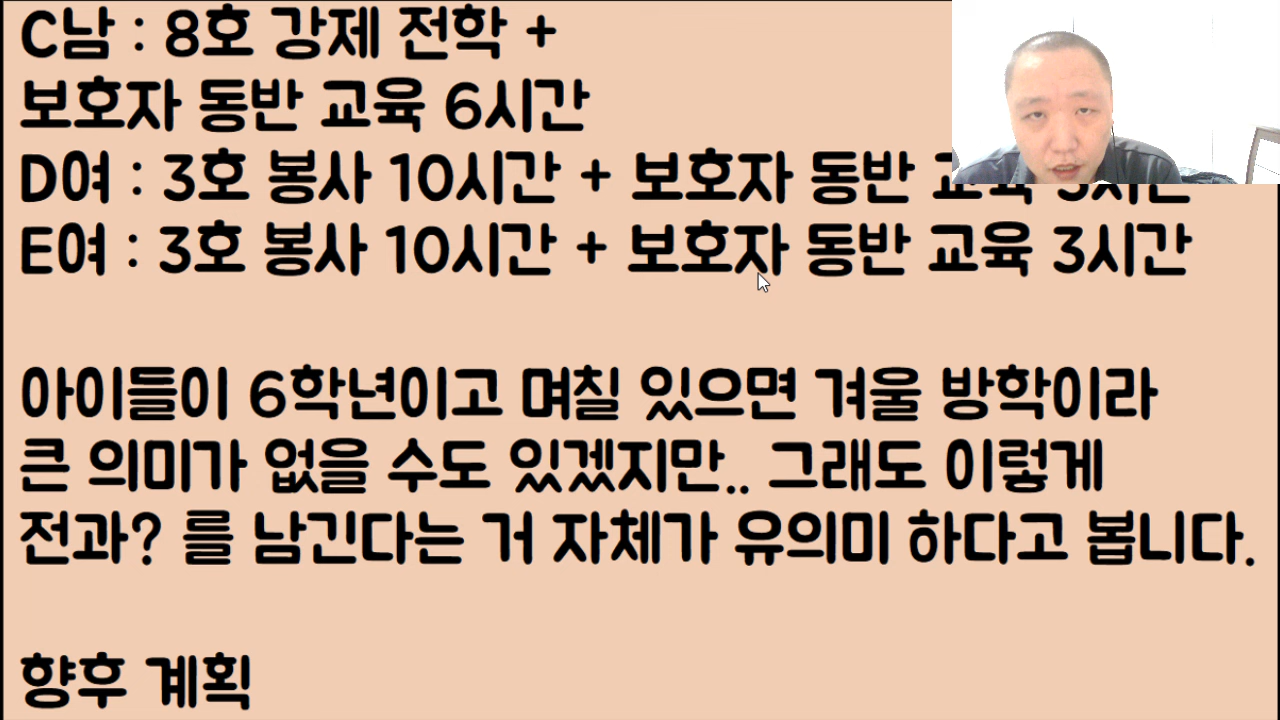 C남 : 8호 강제 전학 +
보호자 동반 교육 6시간
D여 : 3호 봉사 10시간 + 보호자 동반
E여 : 3호 봉사 10시간 + 보호자 동반 교육 3시간
아이들이 6학년이고 며칠 있으면 겨울 방학이라
큰 의미가 없을 수도 있겠지만.. 그래도 이렇게
전과? 를 남긴다는 거 자체가 유의미 하다고 봅니다.
향후 계획